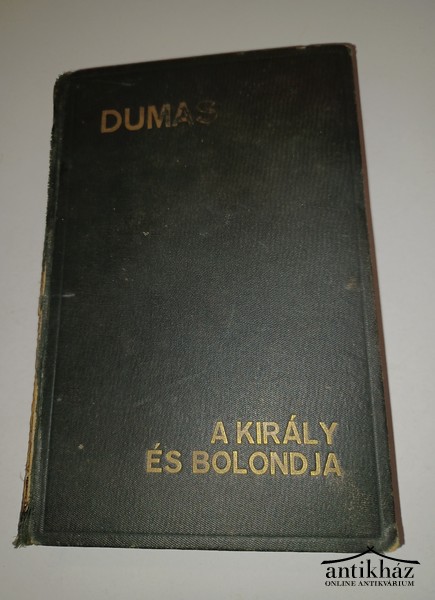 DUMAS
A KIRÁLY
ÉS BOLONDJA
antikház
ONLINE ANTIKVÁRIUM